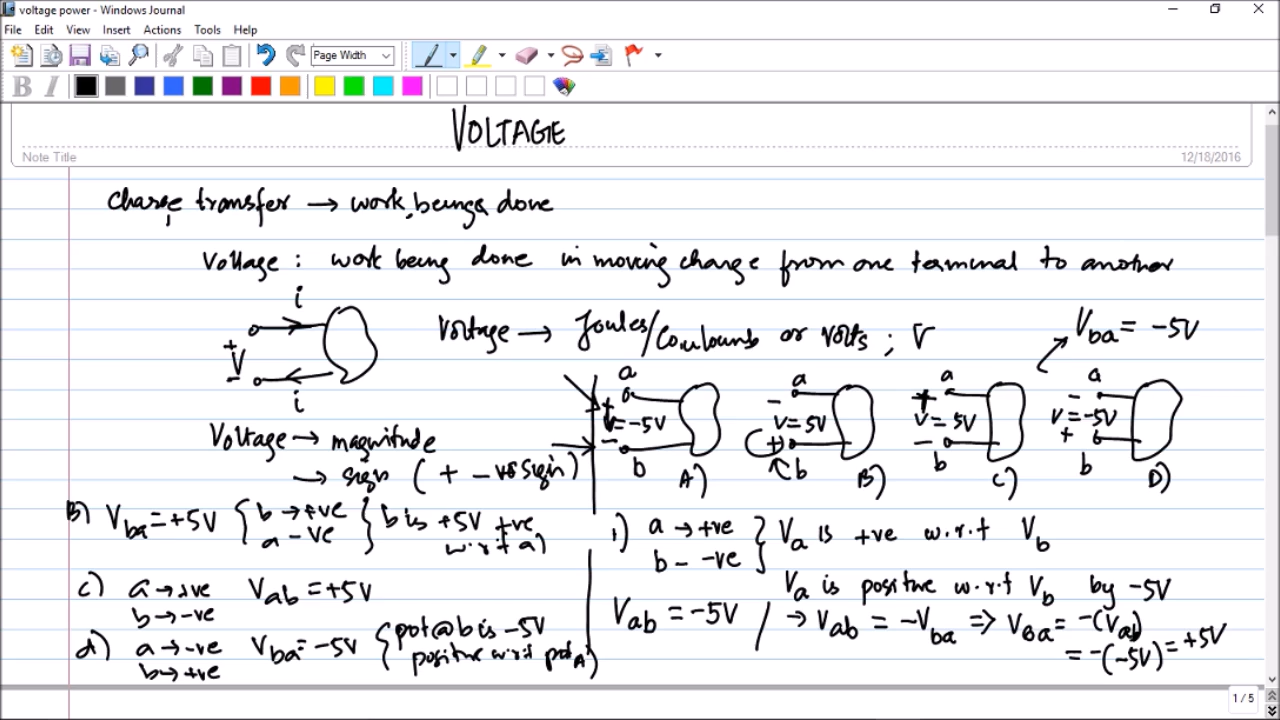 voltage power - Windows Journal
File Edit View Insert Actions Tools Help
Page Width
B I
VOLTAGE
Note Title
12/18/2016
Charge transfer → work being done
Voltage : work being done in moving charge from one terminal to another
i
+
V
-
i
Voltage → Joules/Coulomb or volts ; V
Vba = -5V
a
+
V=-5V
-
b
A)
a
-
V=5V
+
b
B)
a
+
V=5V
-
b
C)
a
-
V=-5V
+
b
D)
Voltage → magnitude
→ sign ( + -ve sign )
B) Vba = +5V { b → +ve
a - ve } b is +5V +ve
w.r.t a)
C) a → +ve Vab = +5V
b → -ve
d) a → -ve Vba = -5V { pot @ b is -5V
b → +ve positive w.r.t pot A )
1) a → +ve } Va is +ve w.r.t Vb
b - -ve
Va is positive w.r.t Vb by -5V
Vab = -5V / → Vab = -Vba ⇒ Vba = -(Vab)
= -(-5V) = +5V
1 / 5